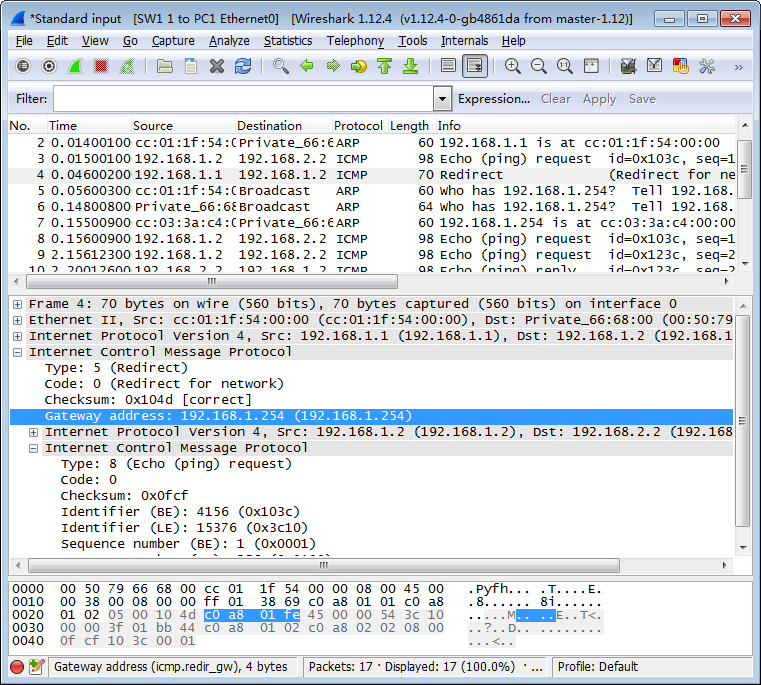 *Standard input   [SW1 1 to PC1 Ethernet0]   [Wireshark 1.12.4  (v1.12.4-0-gb4861da from master-1.12)]
File Edit View Go Capture Analyze Statistics Telephony Tools Internals Help
Filter: Expression... Clear Apply Save
No. Time Source Destination Protocol Length Info
2 0.01400100 cc:01:1f:54:0 Private_66:6 ARP 60 192.168.1.1 is at cc:01:1f:54:00:00
3 0.01500100 192.168.1.2 192.168.2.2 ICMP 98 Echo (ping) request id=0x103c, seq=1
4 0.04600200 192.168.1.1 192.168.1.2 ICMP 70 Redirect (Redirect for ne
5 0.05600300 cc:01:1f:54:0 Broadcast ARP 60 Who has 192.168.1.254? Tell 192.168.
6 0.14800800 Private_66:68 Broadcast ARP 64 Who has 192.168.1.254? Tell 192.168.
7 0.15500900 cc:03:3a:c4:0 Private_66:6 ARP 60 192.168.1.254 is at cc:03:3a:c4:00:00
8 0.15600900 192.168.1.2 192.168.2.2 ICMP 98 Echo (ping) request id=0x103c, seq=1
9 2.15612300 192.168.1.2 192.168.2.2 ICMP 98 Echo (ping) request id=0x123c, seq=2
10 2.20012600 192.168.2.2 192.168.1.2 ICMP 98 Echo (ping) reply id=0x123c, seq=2
Frame 4: 70 bytes on wire (560 bits), 70 bytes captured (560 bits) on interface 0
Ethernet II, Src: cc:01:1f:54:00:00 (cc:01:1f:54:00:00), Dst: Private_66:68:00 (00:50:79
Internet Protocol Version 4, Src: 192.168.1.1 (192.168.1.1), Dst: 192.168.1.2 (192.168.1
Internet Control Message Protocol
Type: 5 (Redirect)
Code: 0 (Redirect for network)
Checksum: 0x104d [correct]
Gateway address: 192.168.1.254 (192.168.1.254)
Internet Protocol Version 4, Src: 192.168.1.2 (192.168.1.2), Dst: 192.168.2.2 (192.168
Internet Control Message Protocol
Type: 8 (Echo (ping) request)
Code: 0
Checksum: 0x0fcf
Identifier (BE): 4156 (0x103c)
Identifier (LE): 15376 (0x3c10)
Sequence number (BE): 1 (0x0001)
0000 00 50 79 66 68 00 cc 01 1f 54 00 00 08 00 45 00 .Pyfh... .T....E.
0010 00 38 00 08 00 00 ff 01 38 69 c0 a8 01 01 c0 a8 .8...... 8i......
0020 01 02 05 00 10 4d c0 a8 01 fe 45 00 00 54 3c 10 .....M.. ..E..T<.
0030 00 00 3f 01 bb 44 c0 a8 01 02 c0 a8 02 02 08 00 ..?..D.. ........
0040 0f cf 10 3c 00 01 ...<..
Gateway address (icmp.redir_gw), 4 bytes Packets: 17 · Displayed: 17 (100.0%) · ... Profile: Default